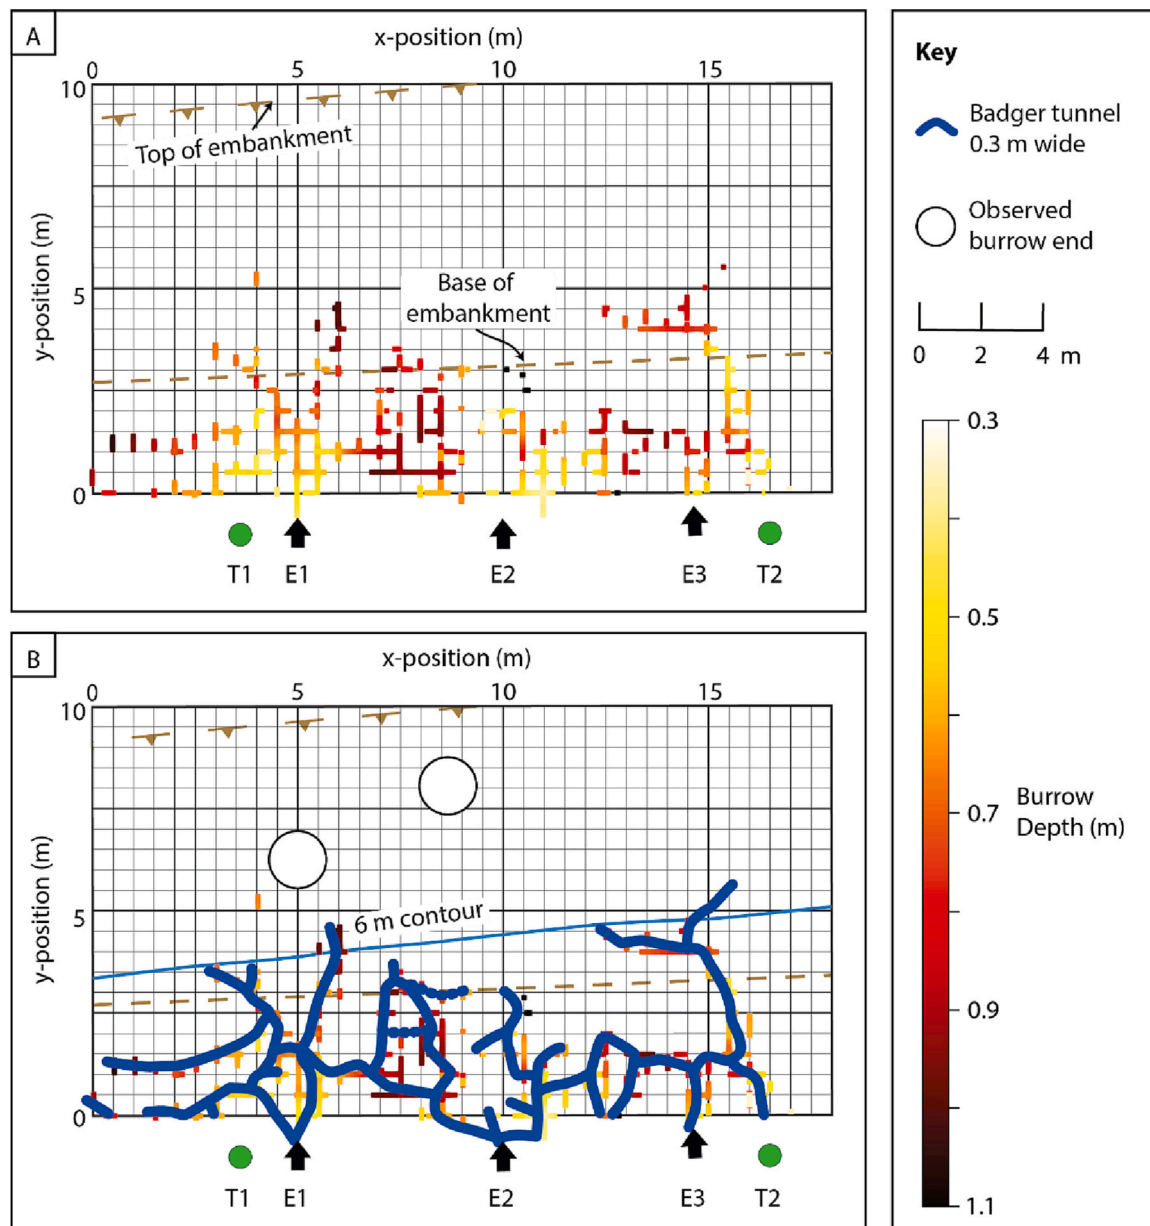 A
x-position (m)
0 5 10 15
10
Top of embankment
y-position (m)
5
Base of
embankment
0
T1 E1 E2 E3 T2
B
x-position (m)
0 5 10 15
10
y-position (m)
5
6 m contour
0
T1 E1 E2 E3 T2
Key
Badger tunnel
0.3 m wide
Observed
burrow end
0 2 4 m
0.3
0.5
0.7
Burrow
Depth (m)
0.9
1.1